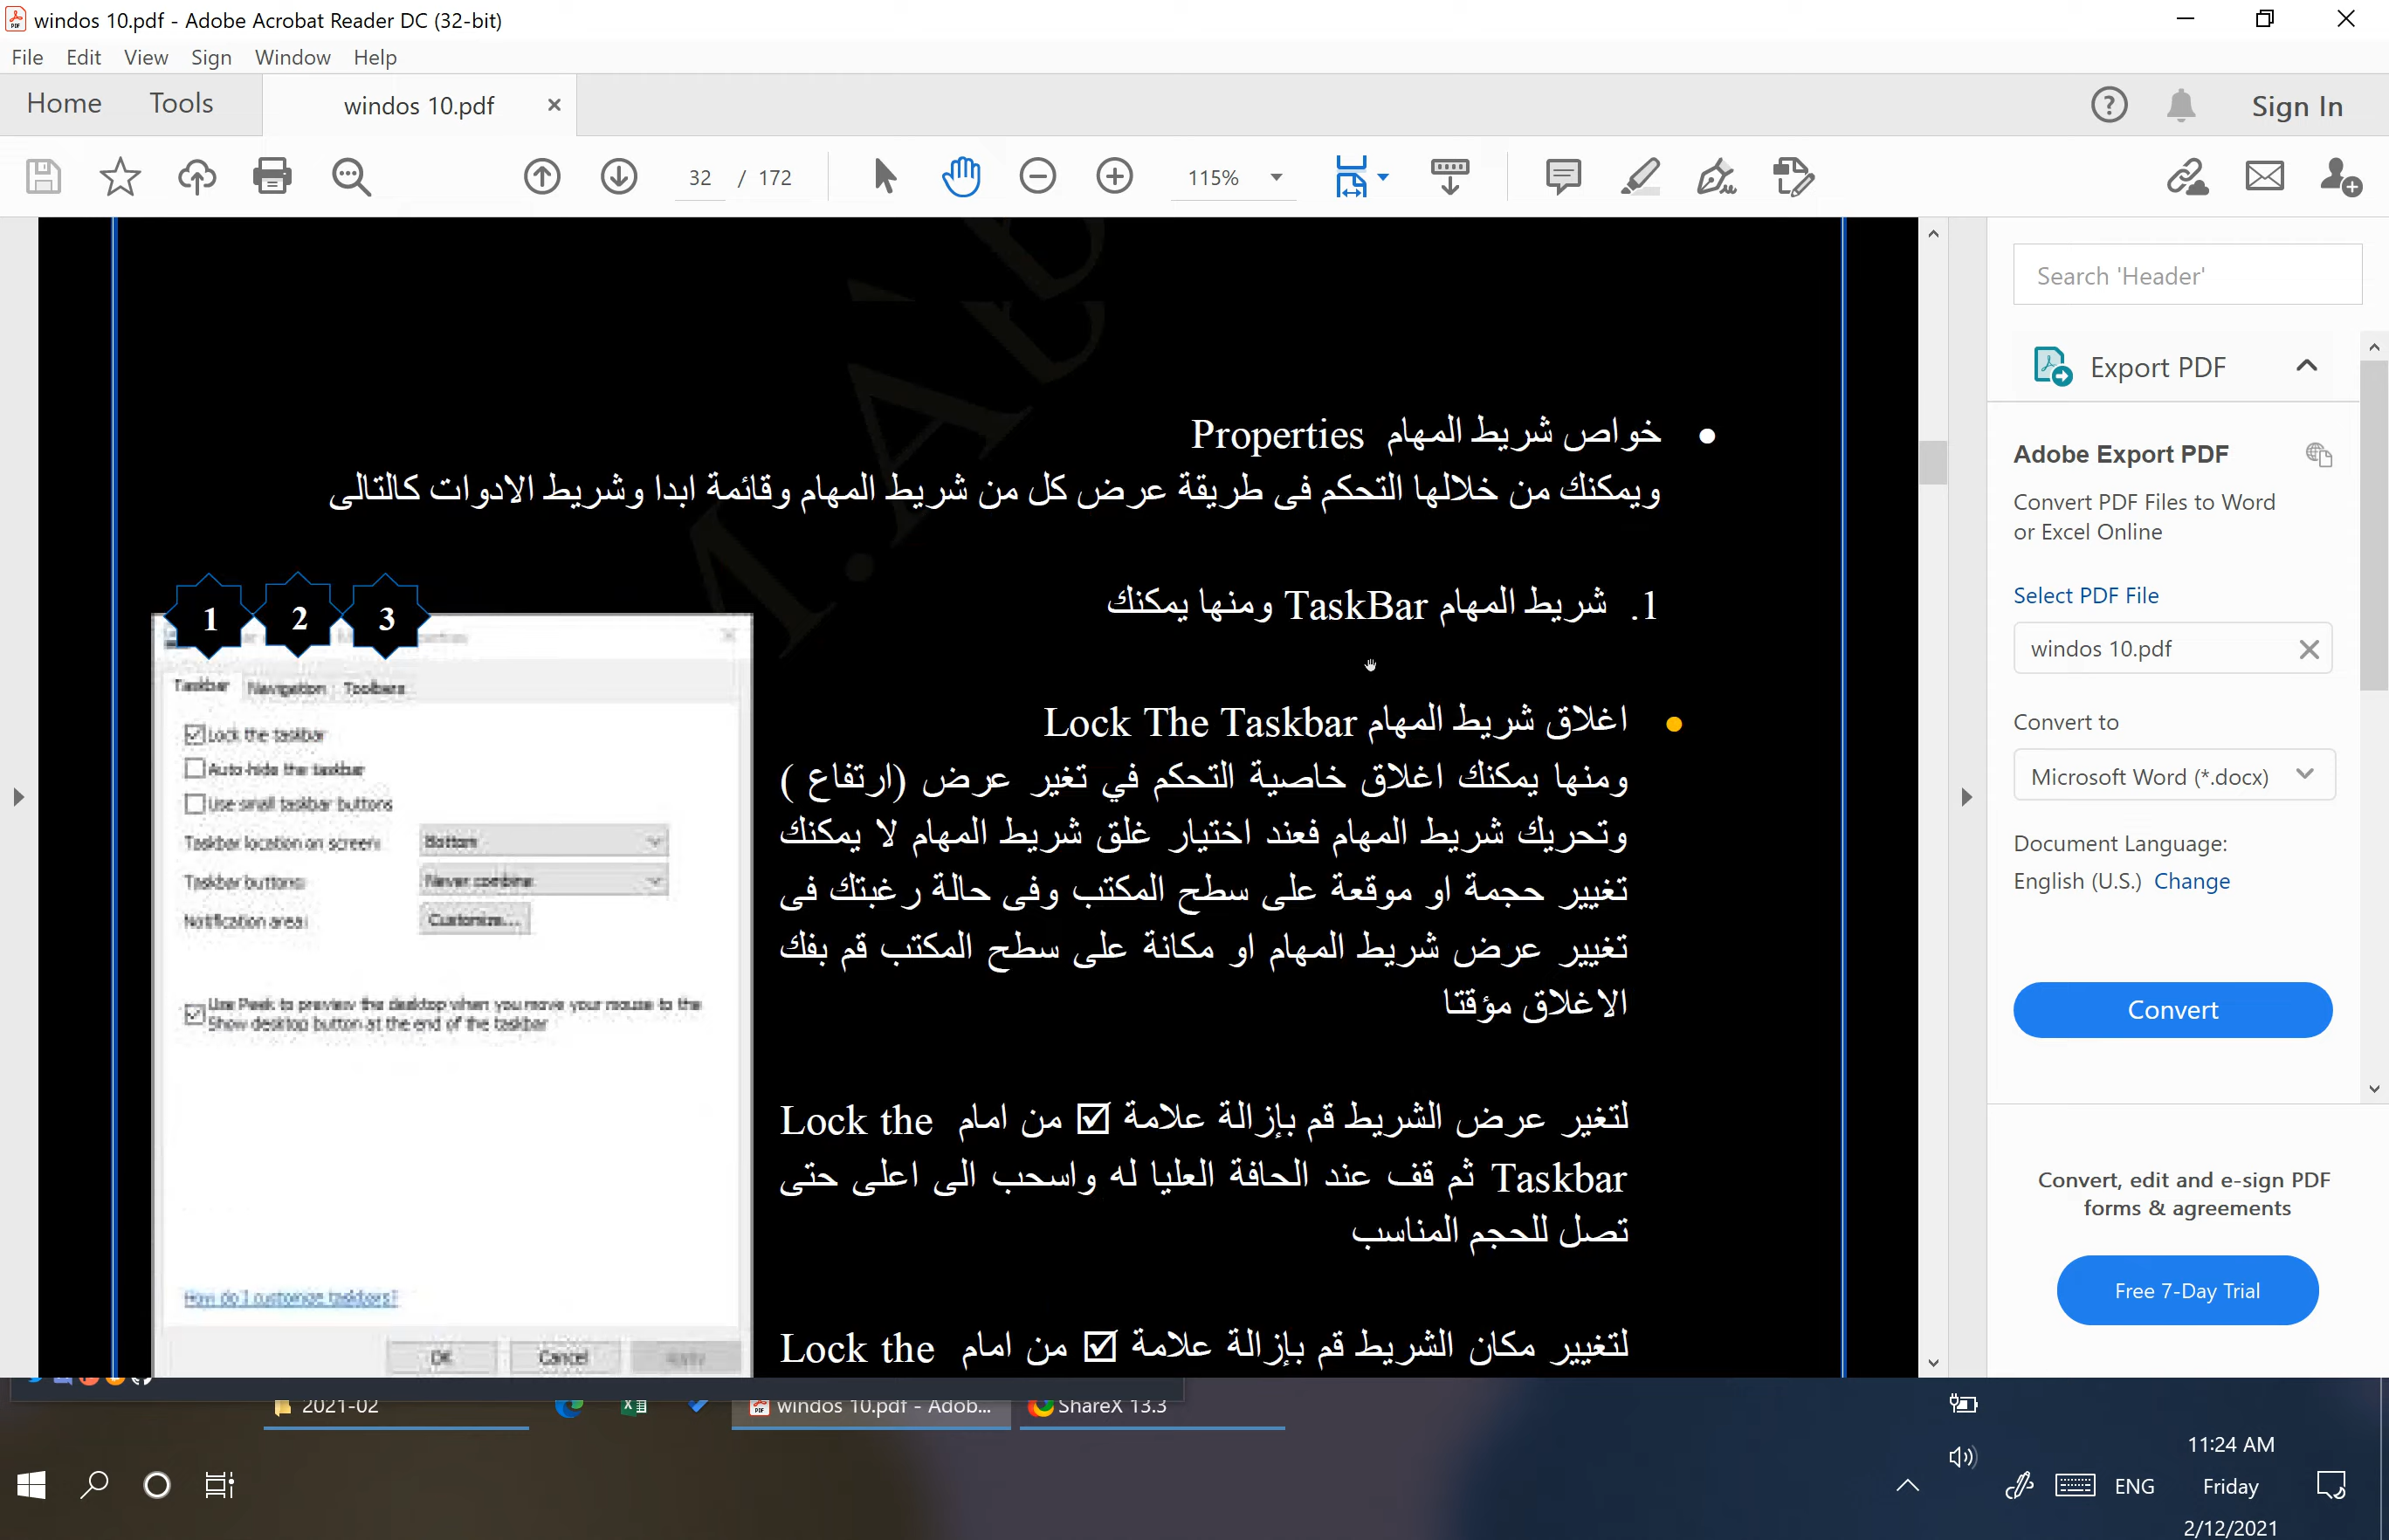 windos 10.pdf - Adobe Acrobat Reader DC (32-bit)
File Edit View Sign Window Help
Home Tools windos 10.pdf Sign In
32 / 172 115%
خواص شريط المهام Properties
ويمكنك من خلالها التحكم فى طريقة عرض كل من شريط المهام وقائمة ابدا وشريط الادوات كالتالى
1. شريط المهام TaskBar ومنها يمكنك
اغلاق شريط المهام Lock The Taskbar
ومنها يمكنك اغلاق خاصية التحكم في تغير عرض (ارتفاع )
وتحريك شريط المهام فعند اختيار غلق شريط المهام لا يمكنك
تغيير حجمة او موقعة على سطح المكتب وفى حالة رغبتك فى
تغيير عرض شريط المهام او مكانة على سطح المكتب قم بفك
الاغلاق مؤقتا
لتغير عرض الشريط قم بإزالة علامة ☑ من امام Lock the
Taskbar ثم قف عند الحافة العليا له واسحب الى اعلى حتى
تصل للحجم المناسب
لتغيير مكان الشريط قم بإزالة علامة ☑ من امام Lock the
1 2 3
Taskbar Navigation Toolbars
Lock the taskbar
Auto-hide the taskbar
Use small taskbar buttons
Taskbar location on screen: Bottom
Taskbar buttons: Never combine
Notification area: Customize...
Use Peek to preview the desktop when you move your mouse to the
Show desktop button at the end of the taskbar
How do I customize taskbars?
OK Cancel Apply
Search 'Header'
Export PDF
Adobe Export PDF
Convert PDF Files to Word
or Excel Online
Select PDF File
windos 10.pdf
Convert to
Microsoft Word (*.docx)
Document Language:
English (U.S.) Change
Convert
Convert, edit and e-sign PDF
forms & agreements
Free 7-Day Trial
2021-02 windos 10.pdf - Adob... ShareX 13.3
11:24 AM
ENG Friday
2/12/2021